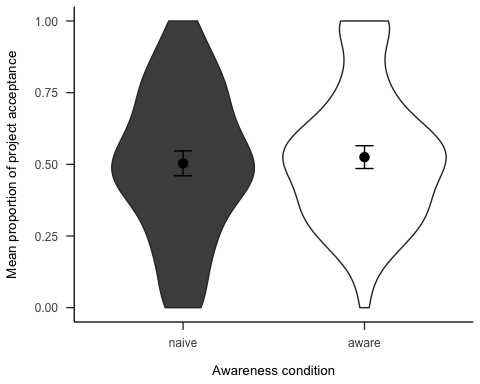 Mean proportion of project acceptance
1.00
0.75
0.50
0.25
0.00
naive aware
Awareness condition